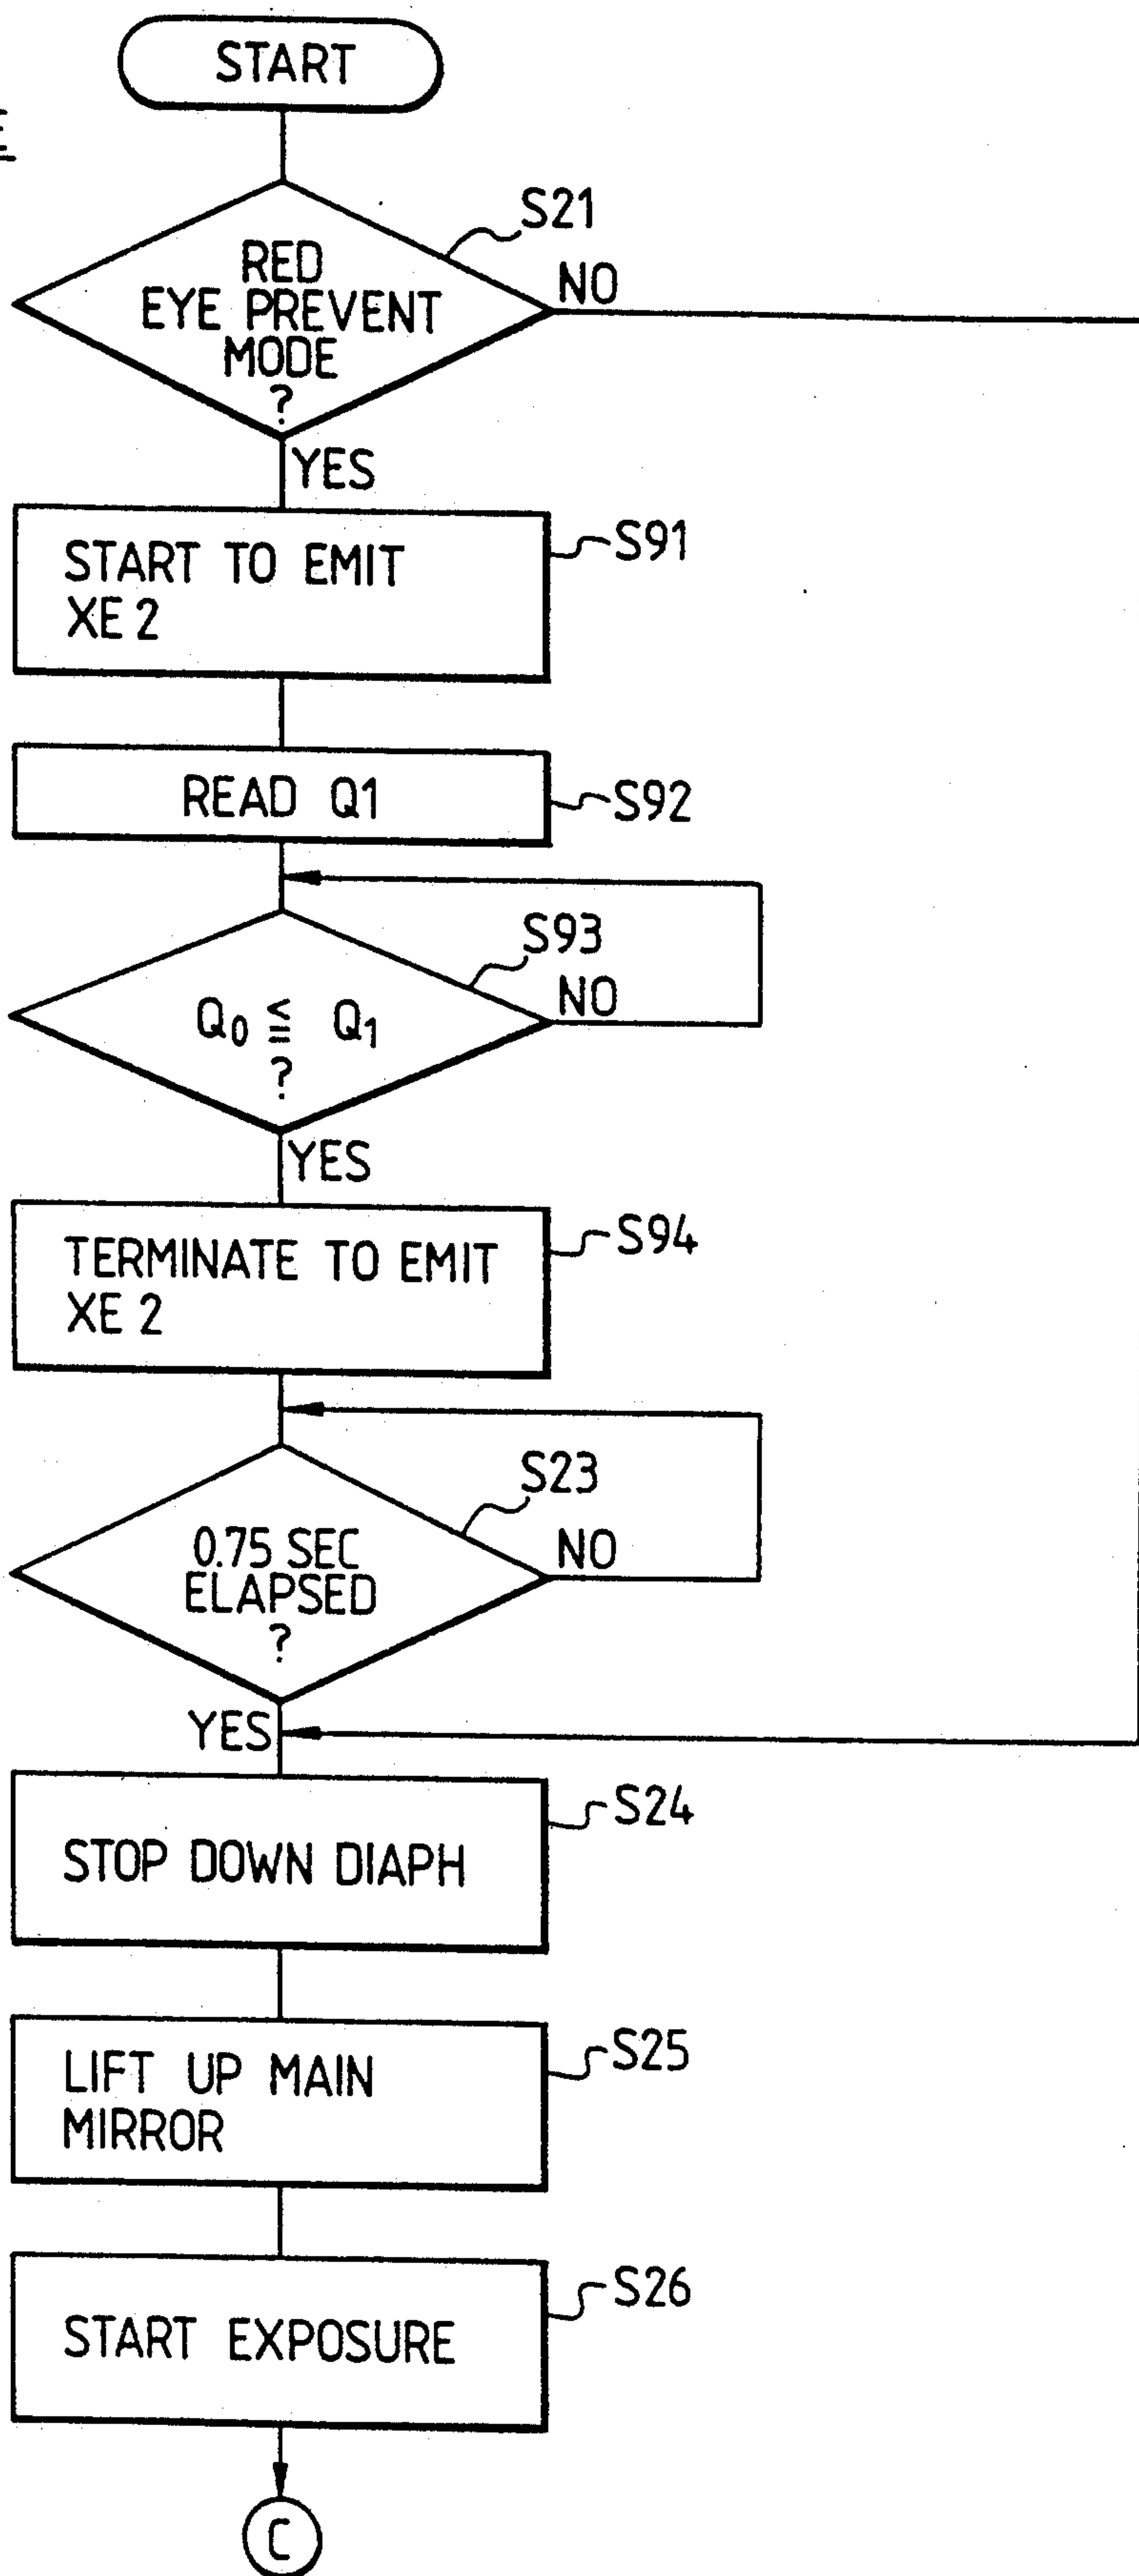 START
S21
RED
EYE PREVENT
MODE
?
NO
YES
S91
START TO EMIT
XE 2
READ Q1
S92
S93
Q₀ ≦ Q₁
?
NO
YES
S94
TERMINATE TO EMIT
XE 2
S23
0.75 SEC
ELAPSED
?
NO
YES
S24
STOP DOWN DIAPH
S25
LIFT UP MAIN
MIRROR
S26
START EXPOSURE
C